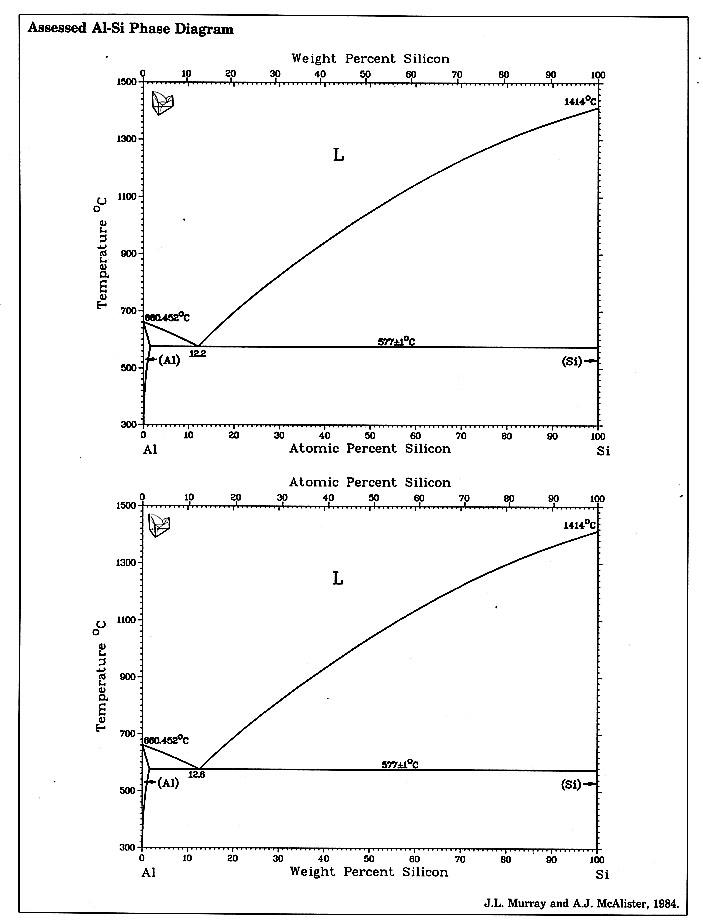 Assessed Al-Si Phase Diagram
Weight Percent Silicon
0 10 20 30 40 50 60 70 80 90 100
1500
1414°C
1300
L
1100
Temperature °C
900
700
660.452°C
577±1°C
12.2
(Al)
(Si)
500
300
0 10 20 30 40 50 60 70 80 90 100
Al Atomic Percent Silicon Si
Atomic Percent Silicon
0 10 20 30 40 50 60 70 80 90 100
1500
1414°C
1300
L
1100
Temperature °C
900
700
660.452°C
577±1°C
12.6
(Al)
(Si)
500
300
0 10 20 30 40 50 60 70 80 90 100
Al Weight Percent Silicon Si
J.L. Murray and A.J. McAlister, 1984.